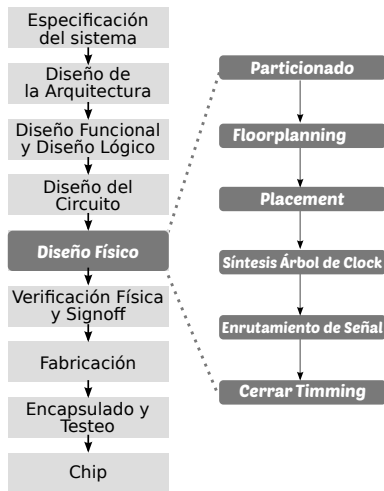 Especificación
del sistema
Diseño de
la Arquitectura
Diseño Funcional
y Diseño Lógico
Diseño del
Circuito
Diseño Físico
Verificación Física
y Signoff
Fabricación
Encapsulado y
Testeo
Chip
Particionado
Floorplanning
Placement
Síntesis Árbol de Clock
Enrutamiento de Señal
Cerrar Timming